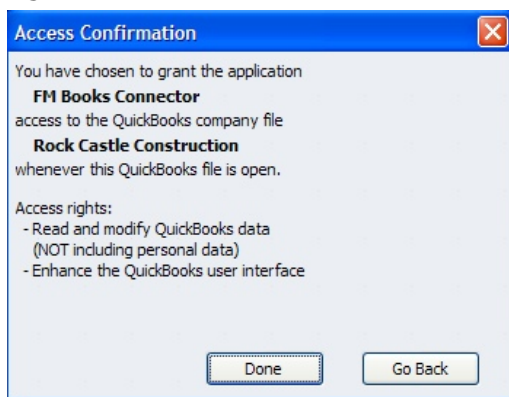 Access Confirmation
You have chosen to grant the application
FM Books Connector
access to the QuickBooks company file
Rock Castle Construction
whenever this QuickBooks file is open.
Access rights:
- Read and modify QuickBooks data
(NOT including personal data)
- Enhance the QuickBooks user interface
Done Go Back